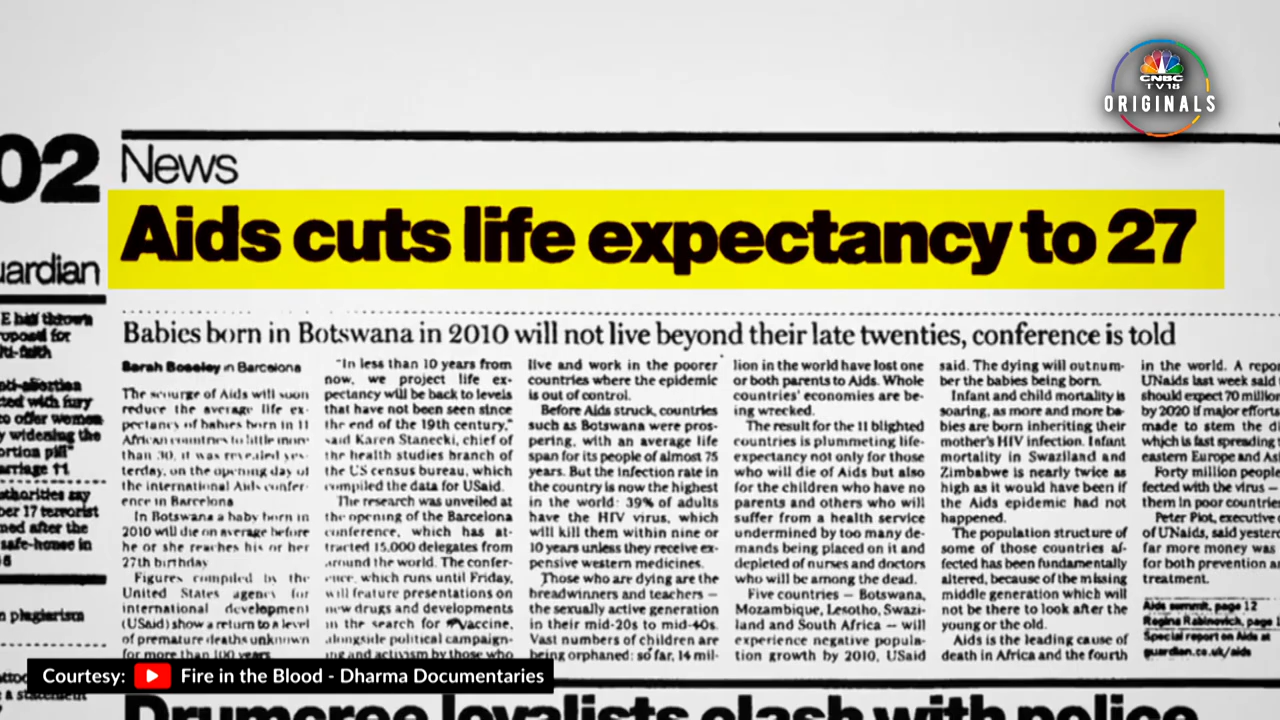 CNBC
TV18
ORIGINALS
02
News
Aids cuts life expectancy to 27
uardian
Babies born in Botswana in 2010 will not live beyond their late twenties, conference is told
Sarah Boseley in Barcelona
The scourge of Aids will soon
reduce the average life ex-
pectancy of babies born in 11
African countries to little more
than 30, it was revealed yes-
terday, on the opening day of
the international Aids confer-
ence in Barcelona
In Botswana a baby born in
2010 will die on average before
he or she reaches his or her
27th birthday
Figures compiled by the
United States agency for
international development
(USaid) show a return to a level
of premature deaths unknown
for more than 100 years
"In less than 10 years from
now, we project life ex-
pectancy will be back to levels
that have not been seen since
the end of the 19th century,"
said Karen Stanecki, chief of
the health studies branch of
the US census bureau, which
compiled the data for USaid.
The research was unveiled at
the opening of the Barcelona
conference, which has at-
tracted 15,000 delegates from
around the world. The confer-
ence, which runs until Friday,
will feature presentations on
new drugs and developments
in the search for vaccine,
alongside political campaign-
ing and activism by those who
live and work in the poorer
countries where the epidemic
is out of control.
Before Aids struck, countries
such as Botswana were pros-
pering, with an average life
span for its people of almost 75
years. But the infection rate in
the country is now the highest
in the world: 39% of adults
have the HIV virus, which
will kill them within nine or
10 years unless they receive ex-
pensive western medicines.
Those who are dying are the
breadwinners and teachers –
the sexually active generation
in their mid-20s to mid-40s.
Vast numbers of children are
being orphaned: so far, 14 mil-
lion in the world have lost one
or both parents to Aids. Whole
countries' economies are be-
ing wrecked.
The result for the 11 blighted
countries is plummeting life-
expectancy not only for those
who will die of Aids but also
for the children who have no
parents and others who will
suffer from a health service
undermined by too many de-
mands being placed on it and
depleted of nurses and doctors
who will be among the dead.
Five countries – Botswana,
Mozambique, Lesotho, Swazi-
land and South Africa – will
experience negative popula-
tion growth by 2010, USaid
said. The dying will outnum-
ber the babies being born.
Infant and child mortality is
soaring, as more and more ba-
bies are born inheriting their
mother's HIV infection. Infant
mortality in Swaziland and
Zimbabwe is nearly twice as
high as it would have been if
the Aids epidemic had not
happened.
The population structure of
some of those countries af-
fected has been fundamentally
altered, because of the missing
middle generation which will
not be there to look after the
young or the old.
Aids is the leading cause of
death in Africa and the fourth
in the world. A repor
UNaids last week said
should expect 70 million
by 2020 if major efforts
made to stem the di
which is fast spreading
eastern Europe and As
Forty million people
fected with the virus –
them in poor countries
Peter Piot, executive
of UNaids, said yesterd
far more money was
for both prevention an
treatment.
Aids summit, page 12
Regina Rabinovich, page
Special report on Aids at
guardian.co.uk/aids
Courtesy: Fire in the Blood - Dharma Documentaries
Drumcree loyalists clash with police